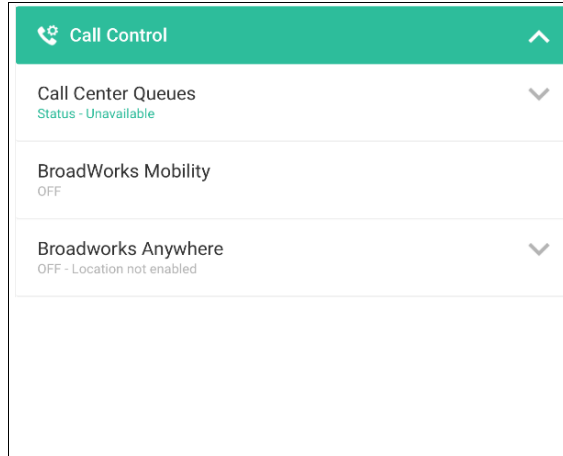 Call Control
Call Center Queues
Status - Unavailable
BroadWorks Mobility
OFF
Broadworks Anywhere
OFF - Location not enabled